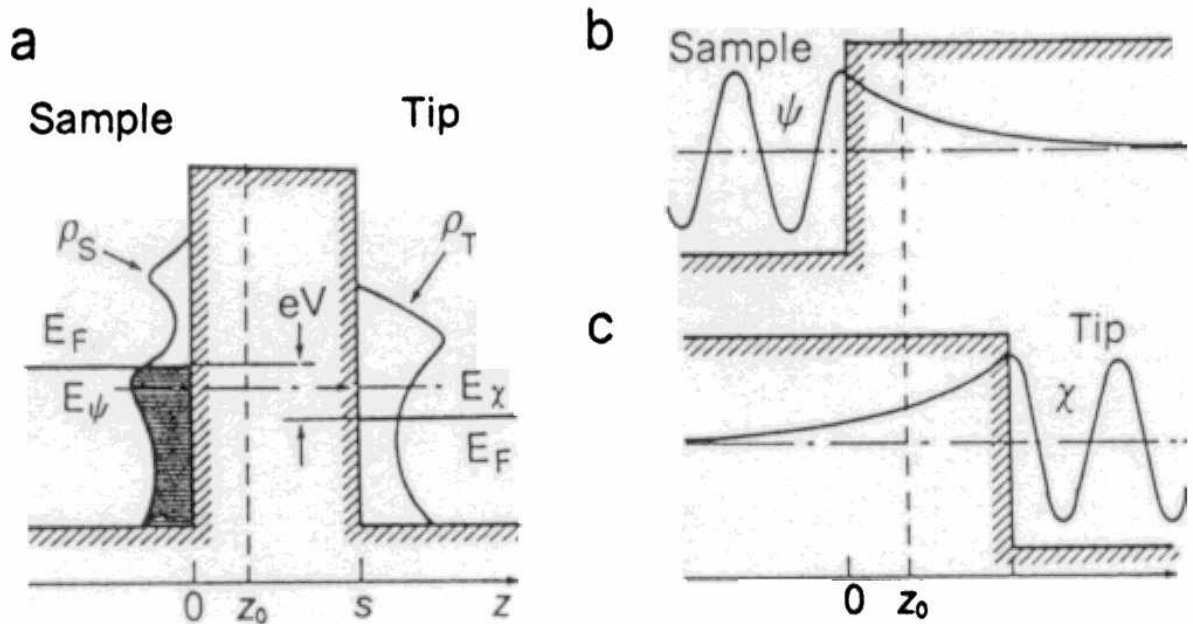 a
Sample Tip
ρS ρT
eV
EF
Eψ Eχ
EF
0 z₀ s z
b
Sample
ψ
c
Tip
χ
0 z₀